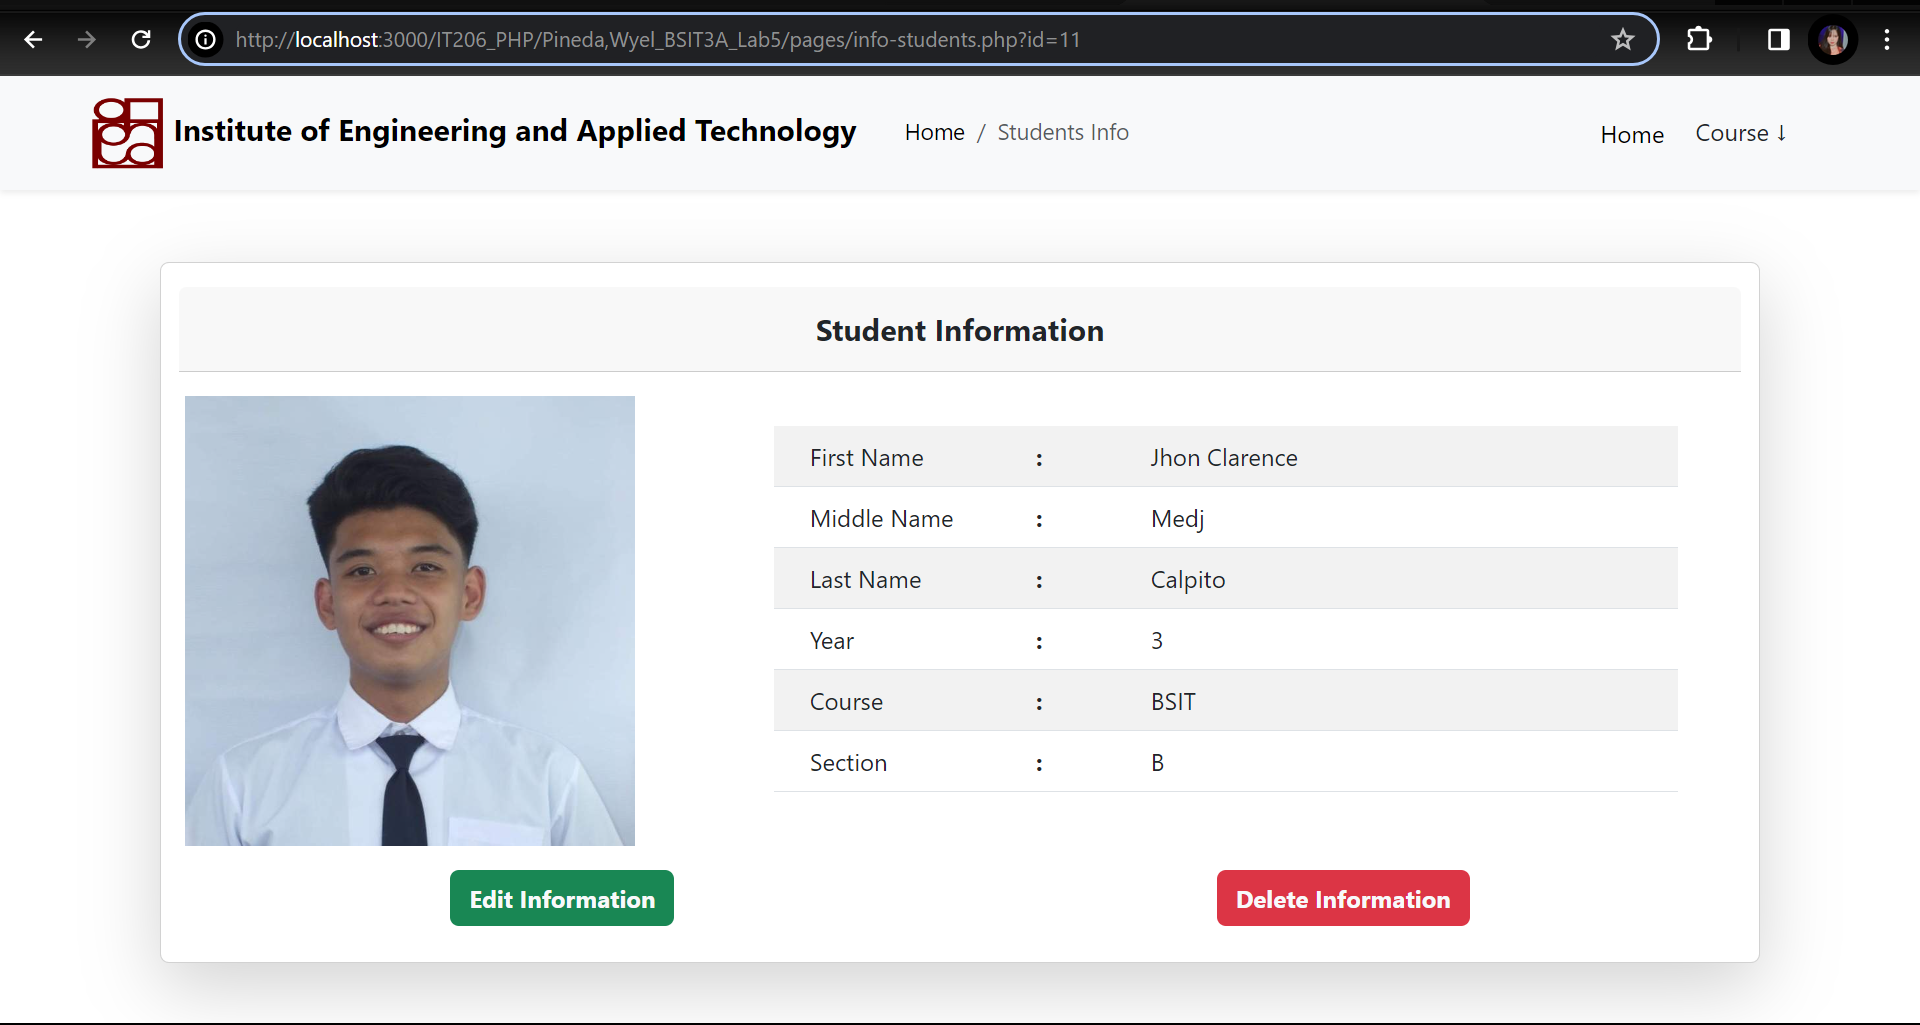 http://localhost:3000/IT206_PHP/Pineda,Wyel_BSIT3A_Lab5/pages/info-students.php?id=11
Institute of Engineering and Applied Technology
Home / Students Info
Home Course ↓
Student Information
First Name : Jhon Clarence
Middle Name : Medj
Last Name : Calpito
Year : 3
Course : BSIT
Section : B
Edit Information
Delete Information